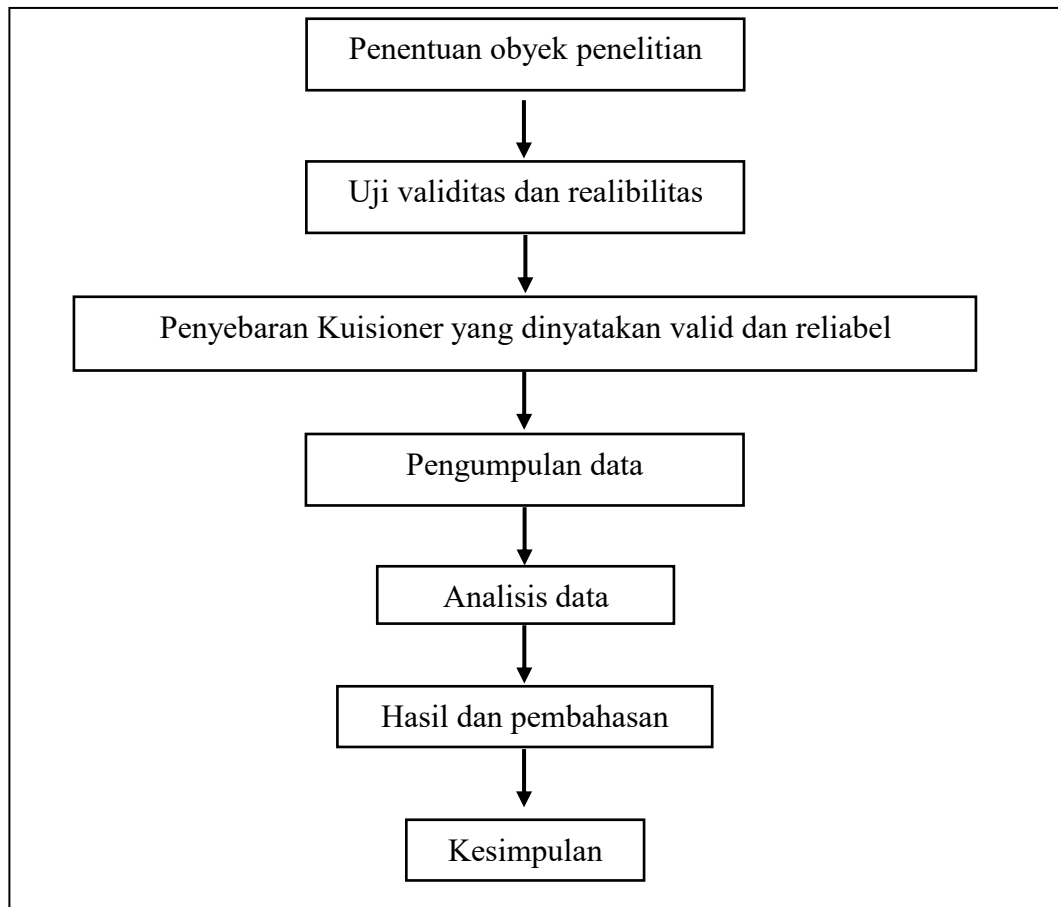 Penentuan obyek penelitian
Uji validitas dan realibilitas
Penyebaran Kuisioner yang dinyatakan valid dan reliabel
Pengumpulan data
Analisis data
Hasil dan pembahasan
Kesimpulan